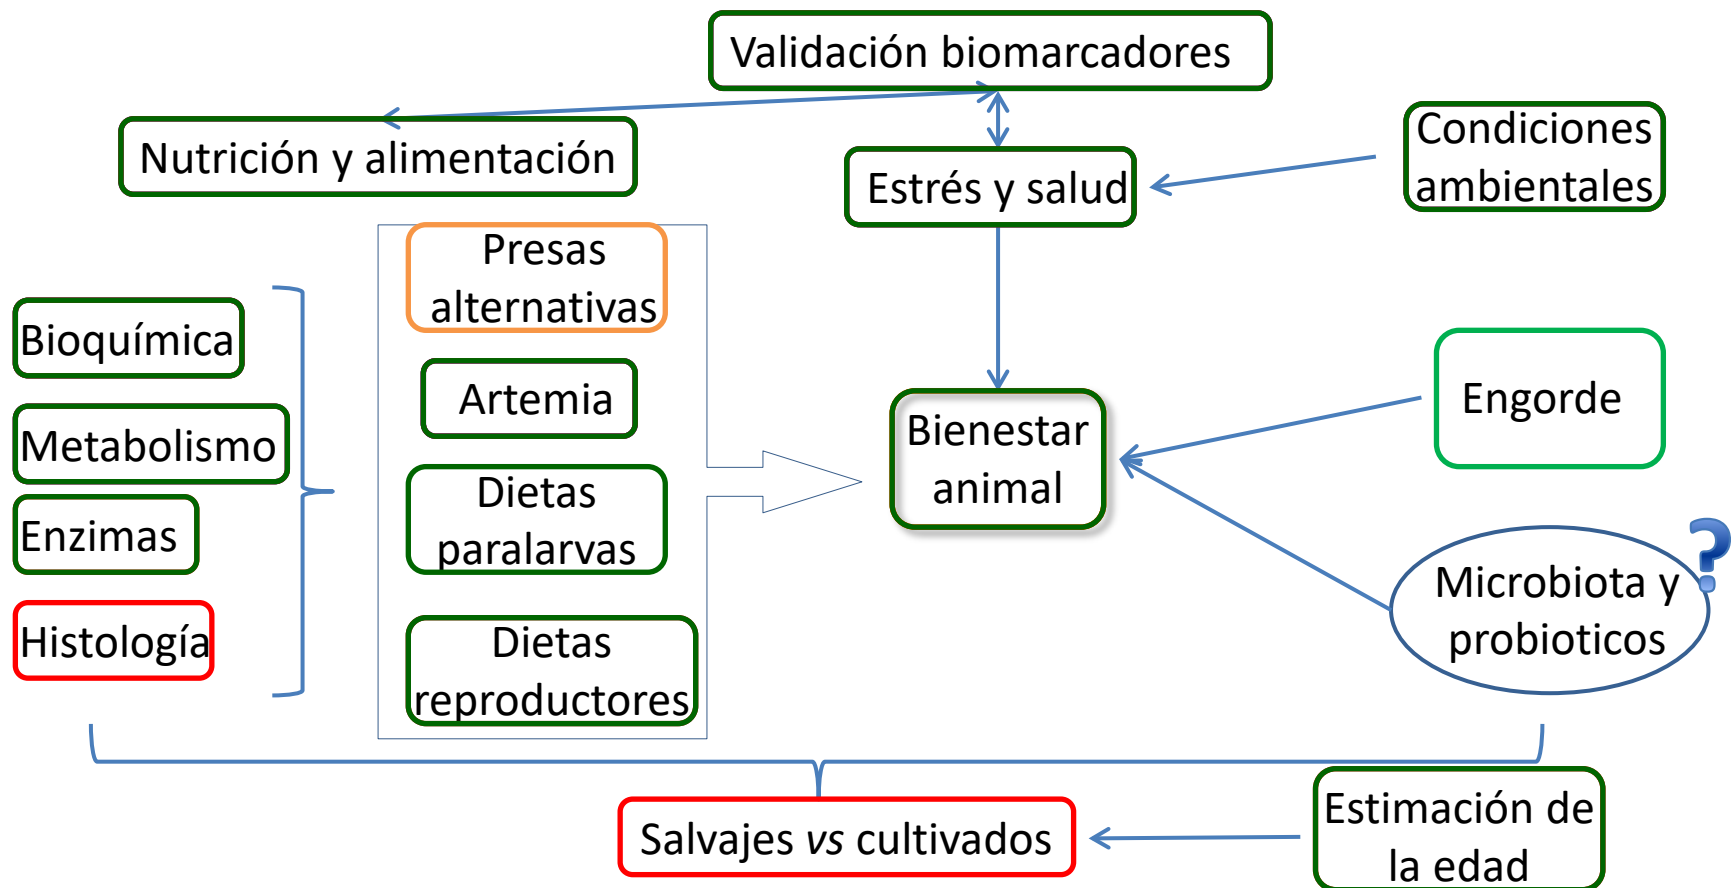 Validación biomarcadores
Nutrición y alimentación
Estrés y salud
Condiciones
ambientales
Presas
alternativas
Bioquímica
Artemia
Metabolismo
Dietas
paralarvas
Enzimas
Histología
Dietas
reproductores
Bienestar
animal
Engorde
?
Microbiota y
probioticos
Salvajes vs cultivados
Estimación de
la edad